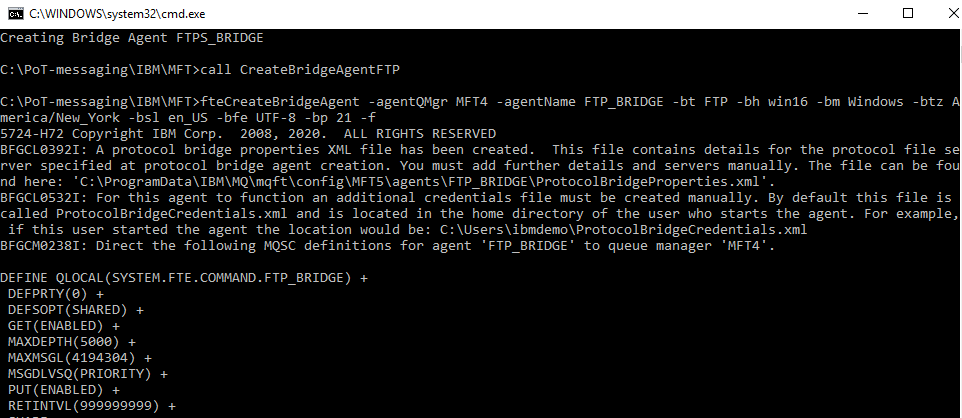 C:\WINDOWS\system32\cmd.exe
Creating Bridge Agent FTPS_BRIDGE
C:\PoT-messaging\IBM\MFT>call CreateBridgeAgentFTP
C:\PoT-messaging\IBM\MFT>fteCreateBridgeAgent -agentQMgr MFT4 -agentName FTP_BRIDGE -bt FTP -bh win16 -bm Windows -btz A
merica/New_York -bsl en_US -bfe UTF-8 -bp 21 -f
5724-H72 Copyright IBM Corp.  2008, 2020.  ALL RIGHTS RESERVED
BFGCL0392I: A protocol bridge properties XML file has been created.  This file contains details for the protocol file se
rver specified at protocol bridge agent creation. You must add further details and servers manually. The file can be fou
nd here: 'C:\ProgramData\IBM\MQ\mqft\config\MFT5\agents\FTP_BRIDGE\ProtocolBridgeProperties.xml'.
BFGCL0532I: For this agent to function an additional credentials file must be created manually. By default this file is
called ProtocolBridgeCredentials.xml and is located in the home directory of the user who starts the agent. For example,
 if this user started the agent the location would be: C:\Users\ibmdemo\ProtocolBridgeCredentials.xml
BFGCM0238I: Direct the following MQSC definitions for agent 'FTP_BRIDGE' to queue manager 'MFT4'.
DEFINE QLOCAL(SYSTEM.FTE.COMMAND.FTP_BRIDGE) +
 DEFPRTY(0) +
 DEFSOPT(SHARED) +
 GET(ENABLED) +
 MAXDEPTH(5000) +
 MAXMSGL(4194304) +
 MSGDLVSQ(PRIORITY) +
 PUT(ENABLED) +
 RETINTVL(999999999) +